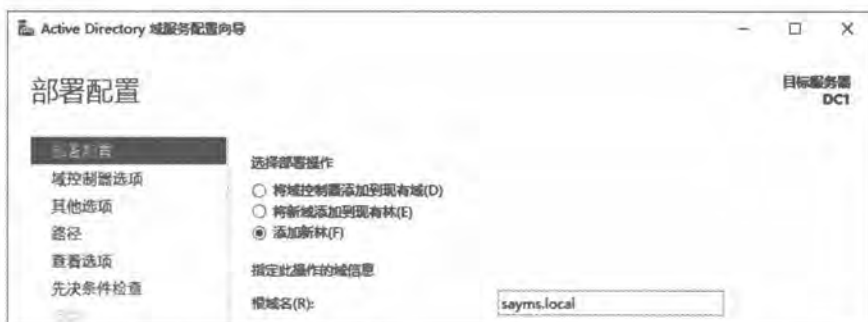 Active Directory 域服务配置向导
部署配置
目标服务器
DC1
部署配置
域控制器选项
其他选项
路径
查看选项
先决条件检查
选择部署操作
将域控制器添加到现有域(D)
将新域添加到现有林(E)
添加新林(F)
指定此操作的域信息
根域名(R):
sayms.local